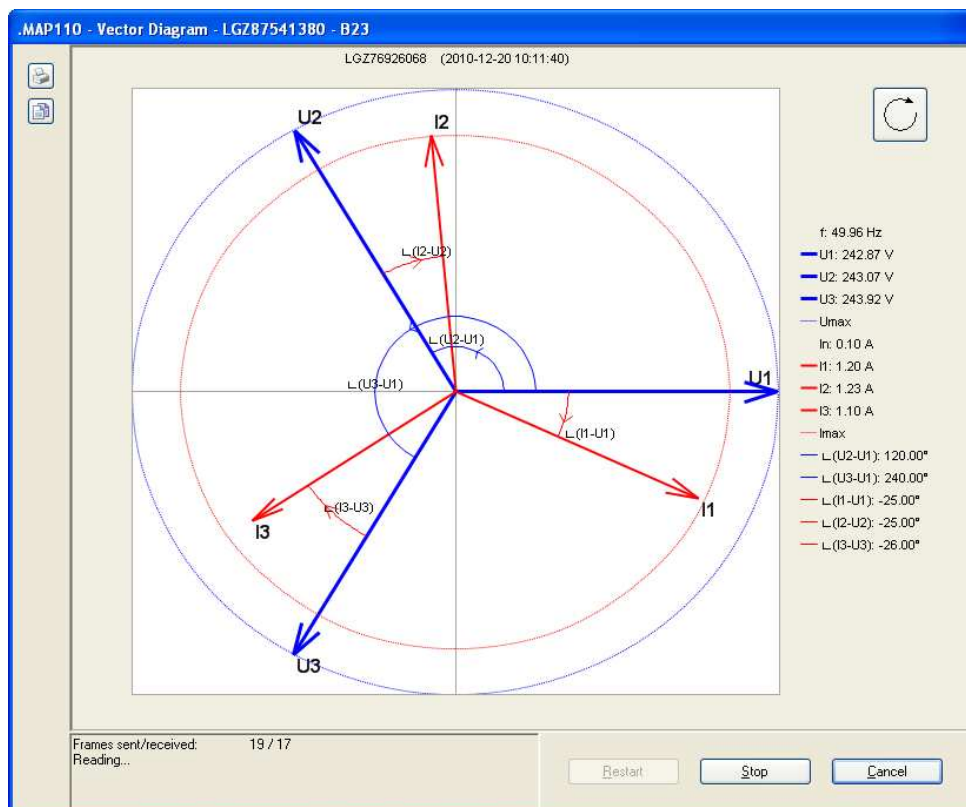 .MAP110 - Vector Diagram - LGZ87541380 - B23
LGZ76926068 (2010-12-20 10:11:40)
U2
I2
∟(I2-U2)
∟(U2-U1)
∟(U3-U1)
U1
∟(I1-U1)
∟(I3-U3)
I1
I3
U3
f: 49.96 Hz
U1: 242.87 V
U2: 243.07 V
U3: 243.92 V
Umax
In: 0.10 A
I1: 1.20 A
I2: 1.23 A
I3: 1.10 A
Imax
∟(U2-U1): 120.00°
∟(U3-U1): 240.00°
∟(I1-U1): -25.00°
∟(I2-U2): -25.00°
∟(I3-U3): -26.00°
Frames sent/received: 19 / 17
Reading...
Restart
Stop
Cancel